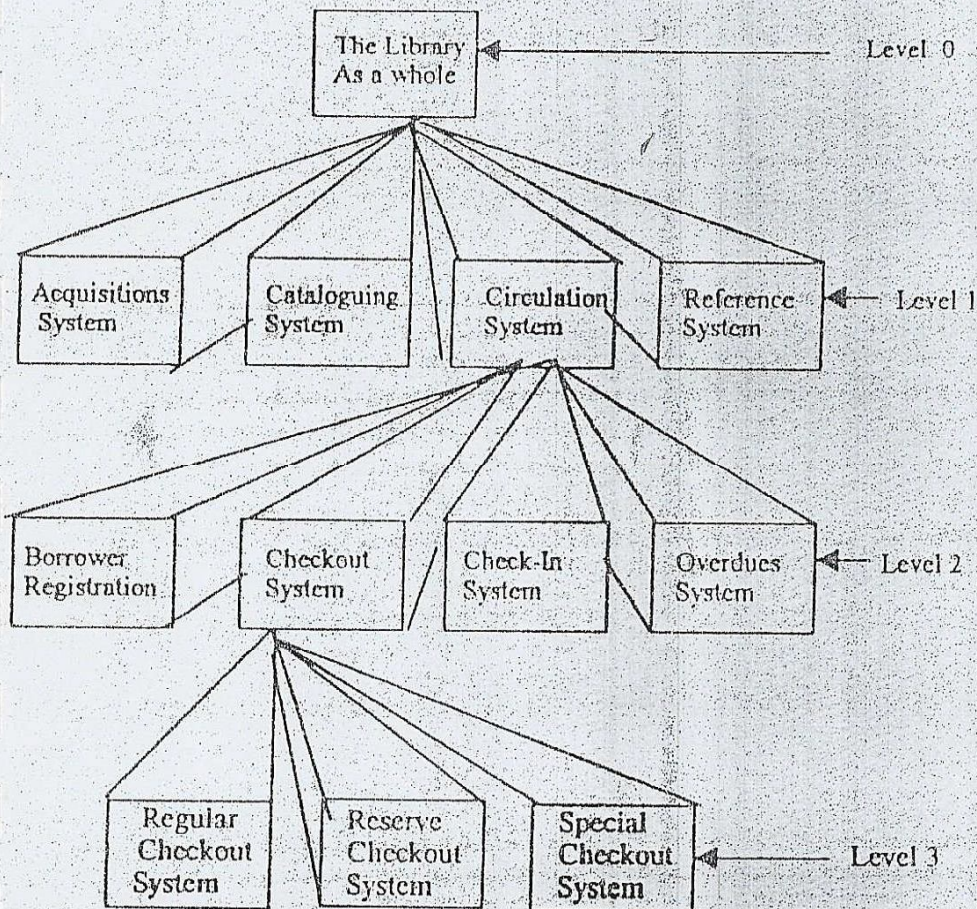 The Library
As a whole
Level 0
Acquisitions
System
Cataloguing
System
Circulation
System
Reference
System
Level 1
Borrower
Registration
Checkout
System
Check-In
System
Overdues
System
Level 2
Regular
Checkout
System
Reserve
Checkout
System
Special
Checkout
System
Level 3